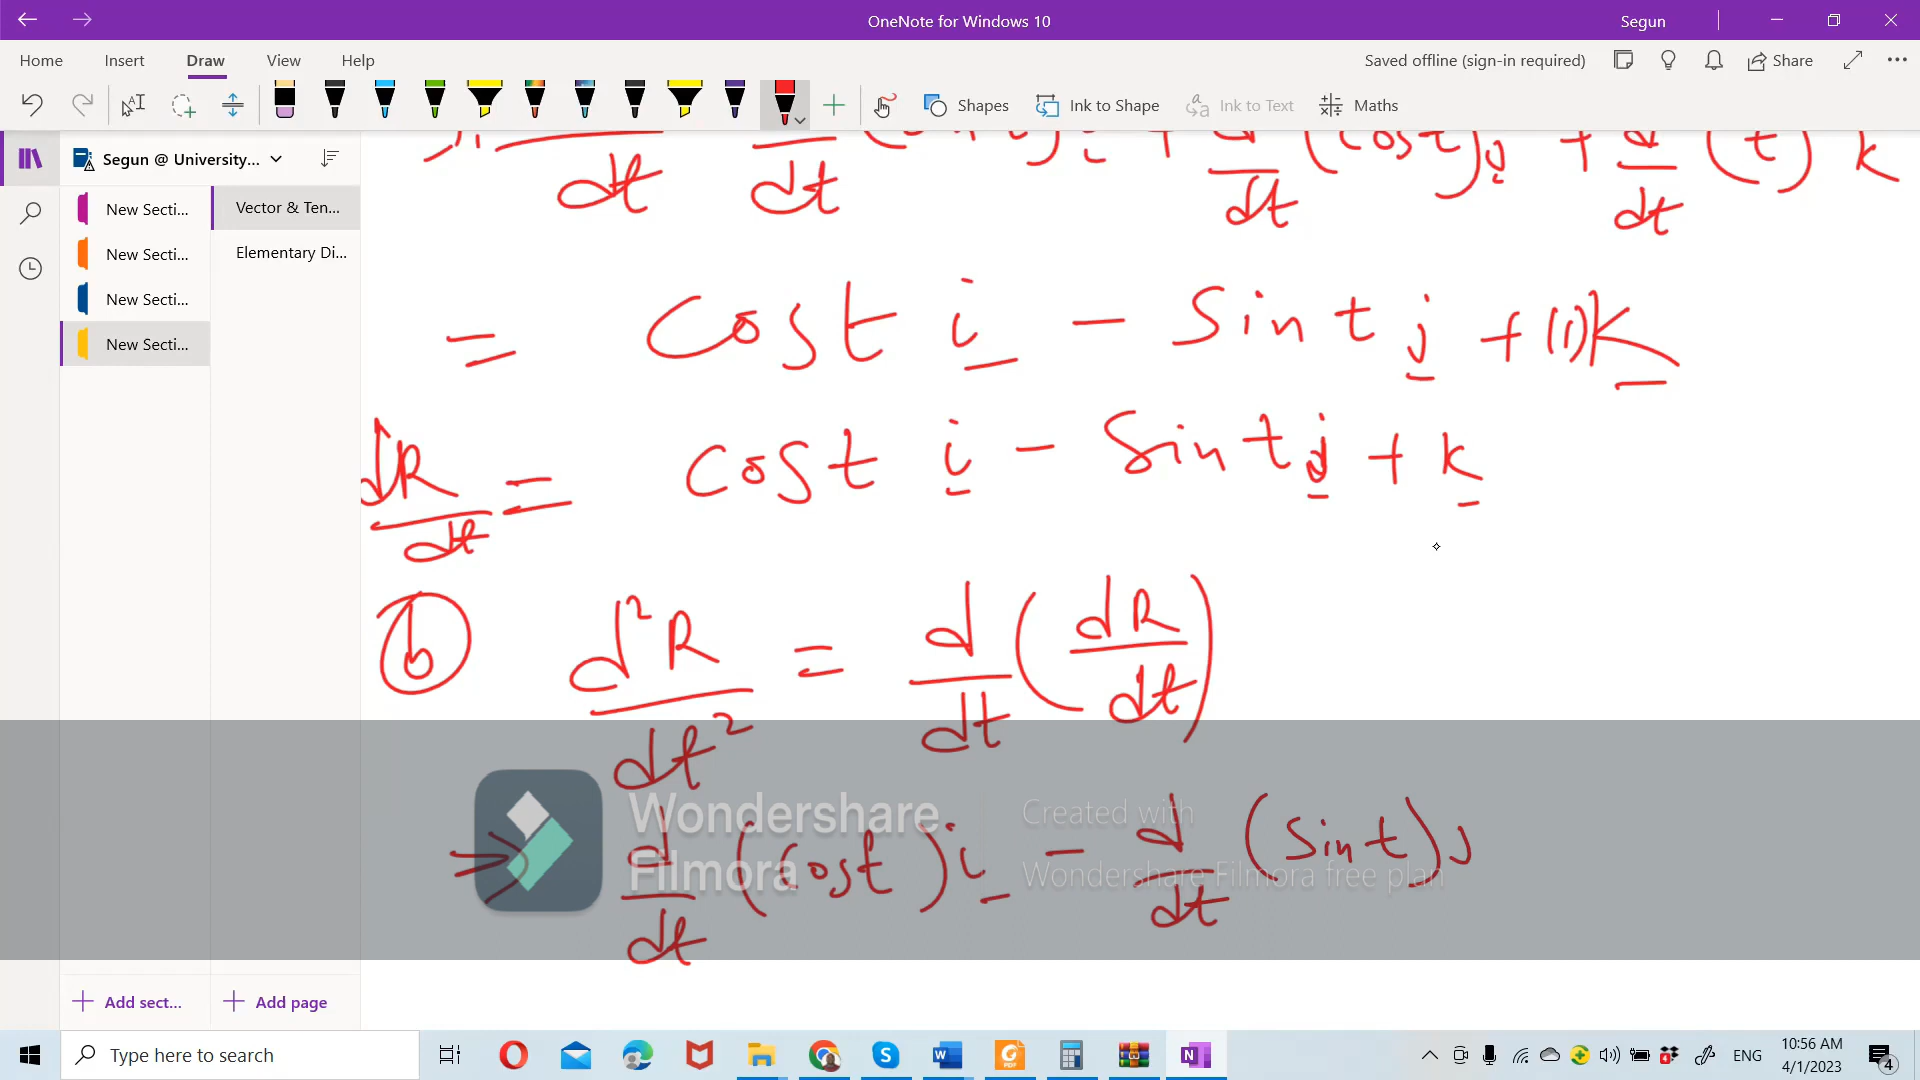 OneNote for Windows 10
Segun
Home Insert Draw View Help
Saved offline (sign-in required)
Share
Shapes
Ink to Shape
Ink to Text
Maths
Segun @ University...
New Secti...
New Secti...
New Secti...
New Secti...
Vector & Ten...
Elementary Di...
dt dt (cost) j + d/dt (t) k
= cost i - sint j + (1)k
dR/dt = cost i - sint j + k
(b) d²R/dt² = d/dt (dR/dt)
⇒ d/dt (cost) i - d/dt (sint) j
Wondershare
Filmora
Created with
Wondershare Filmora free plan
Add sect...
Add page
Type here to search
ENG
10:56 AM
4/1/2023
4